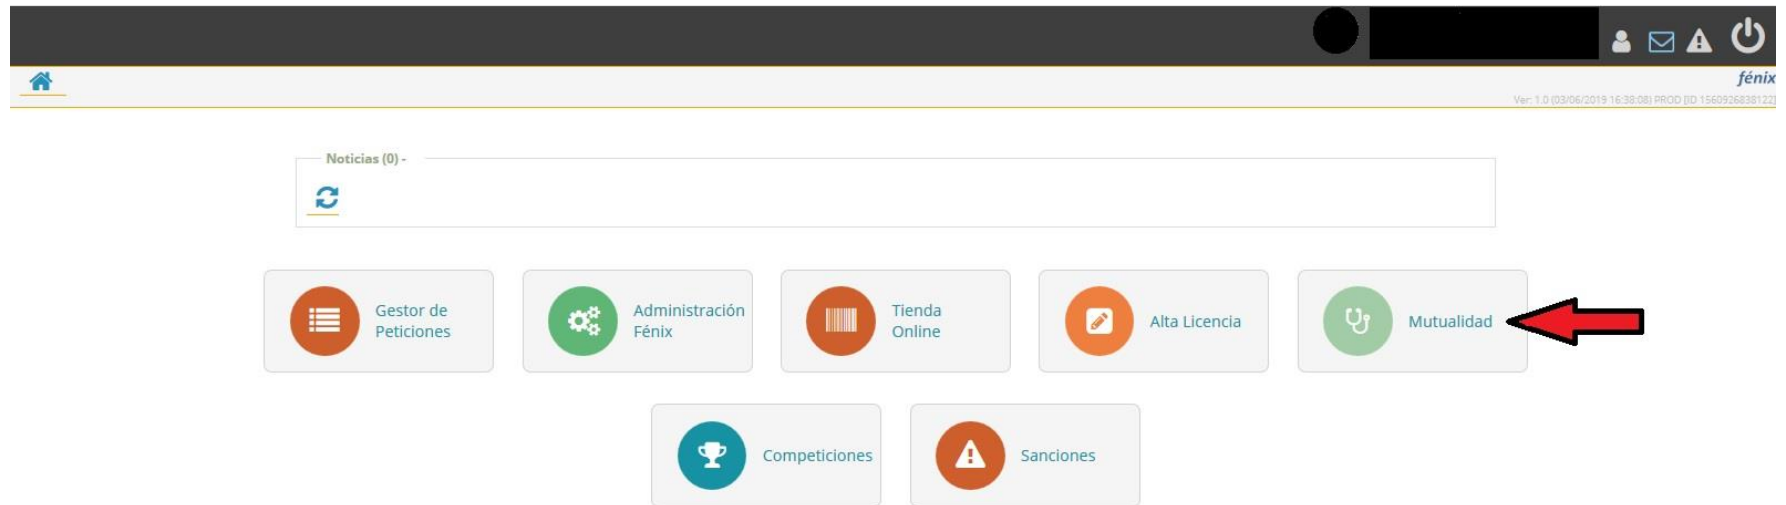 fénix
Ver: 1.0 (03/06/2019 16:38:08) PROD [ID 1560926838122]
Noticias (0) -
Gestor de
Peticiones
Administración
Fénix
Tienda
Online
Alta Licencia
Mutualidad
Competiciones
Sanciones